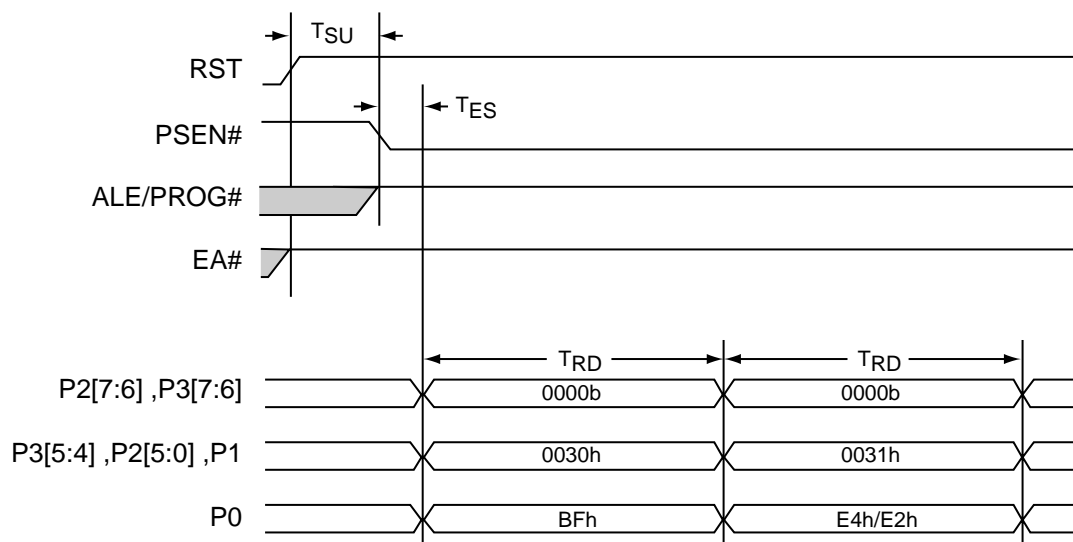 TSU
RST
TES
PSEN#
ALE/PROG#
EA#
TRD TRD
P2[7:6] ,P3[7:6] 0000b 0000b
P3[5:4] ,P2[5:0] ,P1 0030h 0031h
P0 BFh E4h/E2h